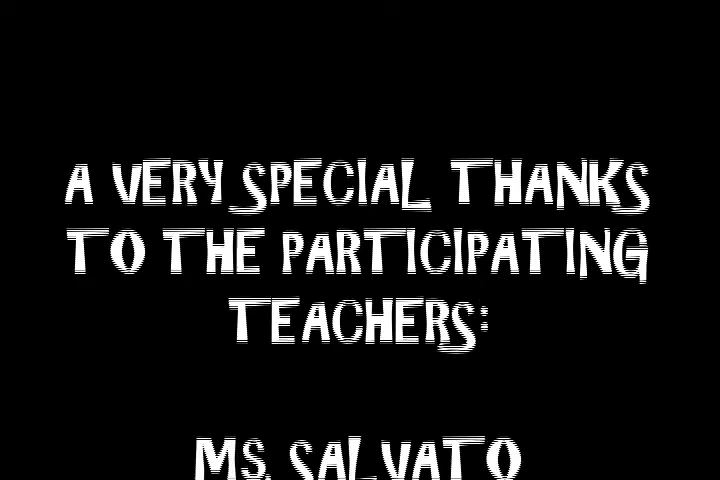 A VERY SPECIAL THANKS
TO THE PARTICIPATING
TEACHERS:
MS. SALVATO